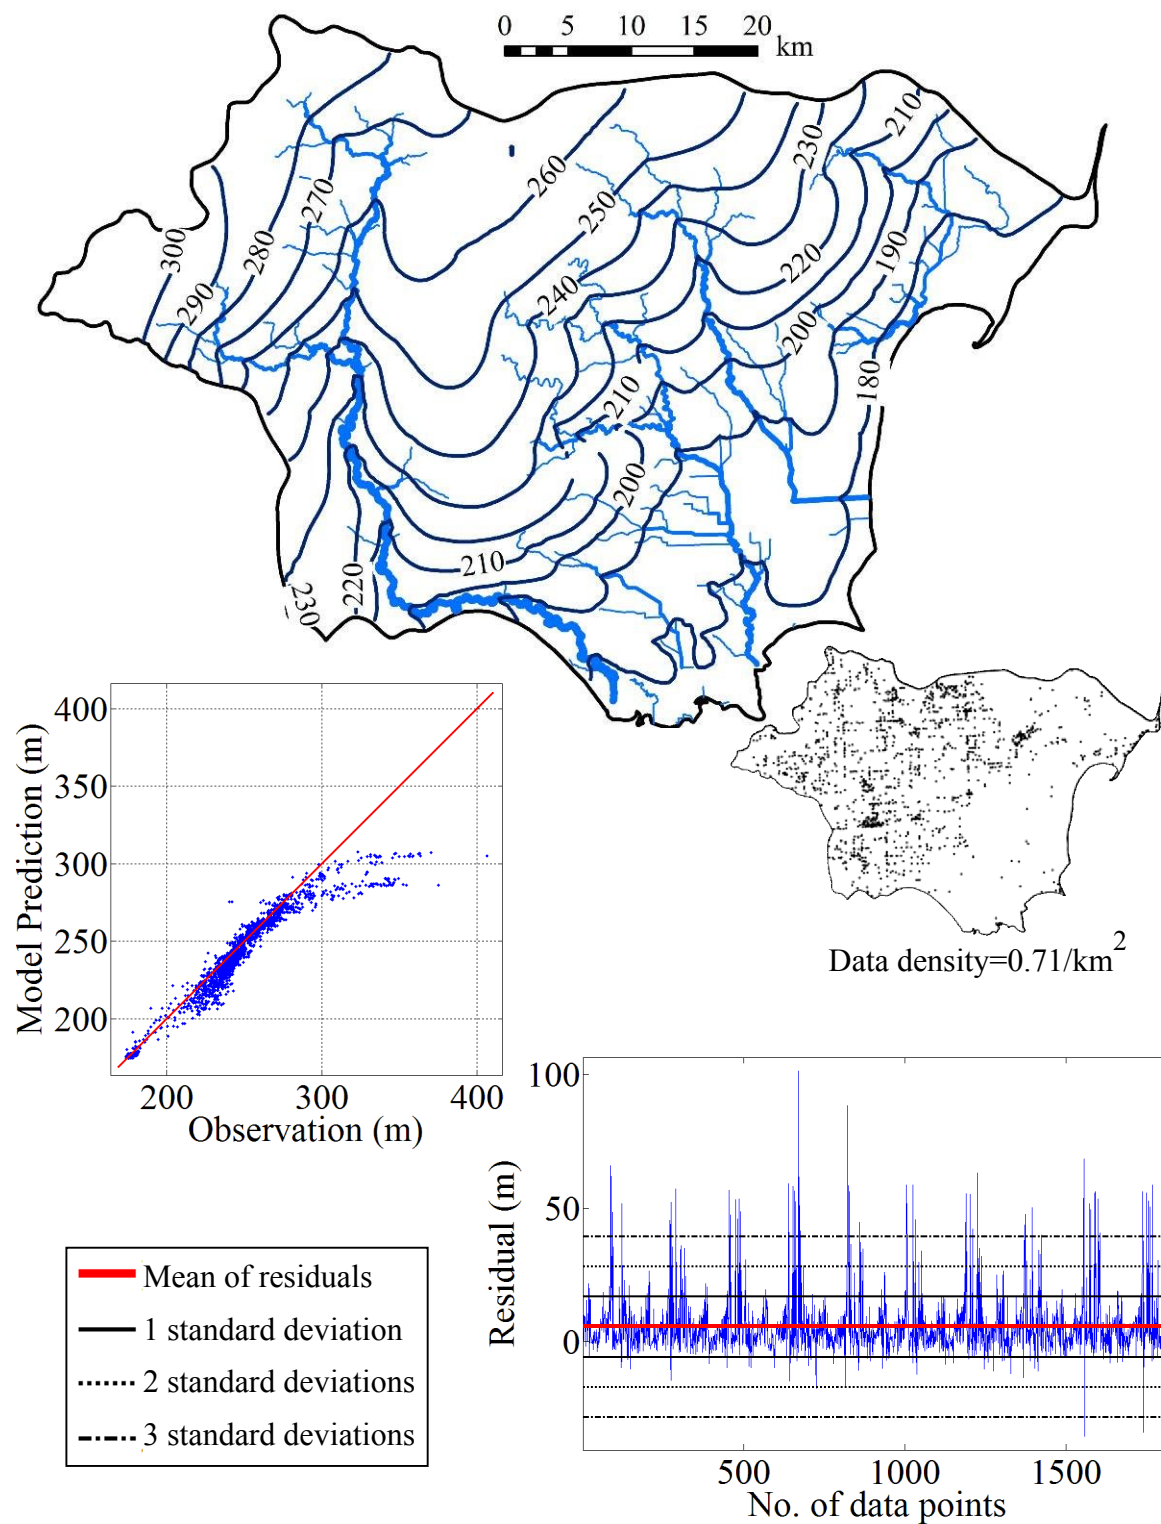 0 5 10 15 20
km
210
230
260
270
250
300
280
220
190
290
240
200
180
210
200
210
220
230
400
350
300
250
200
Model Prediction (m)
200 300 400
Observation (m)
Data density=0.71/km2
100
50
0
Residual (m)
500 1000 1500
No. of data points
Mean of residuals
1 standard deviation
2 standard deviations
3 standard deviations